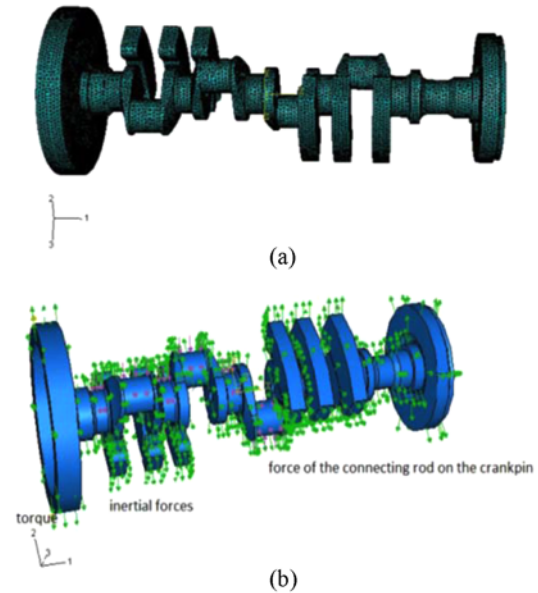 2
1
3
(a)
force of the connecting rod on the crankpin
inertial forces
torque
2
3
1
(b)